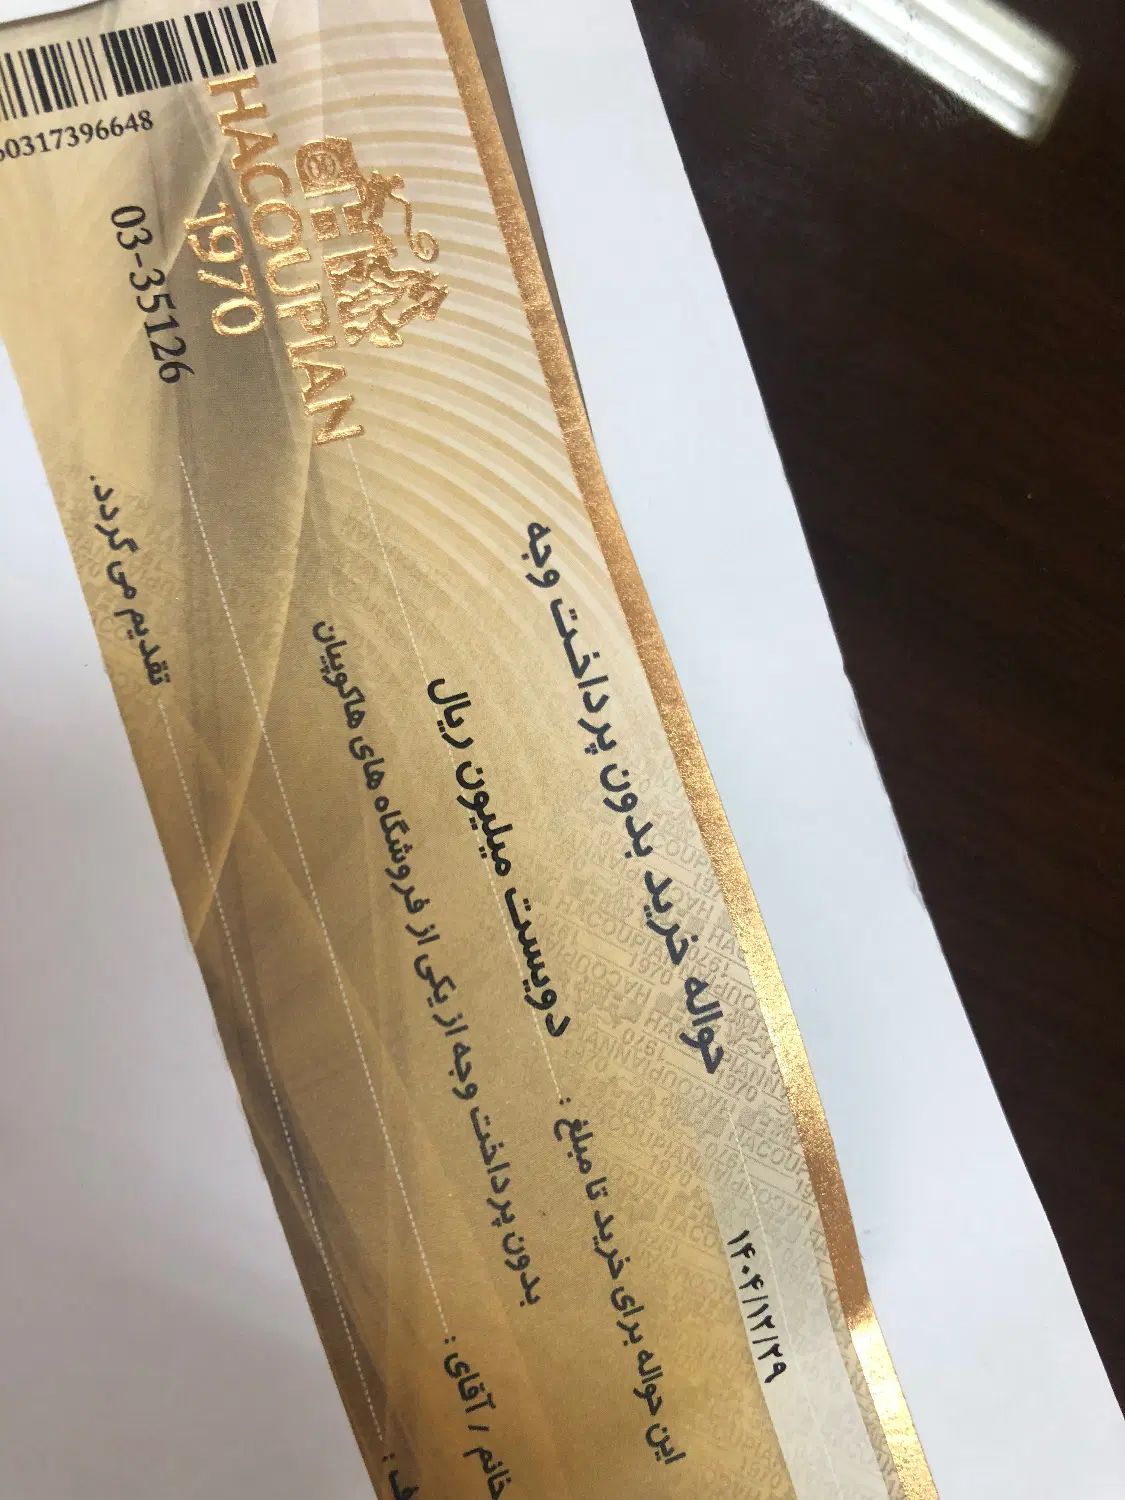 60317396648
HACOUPIAN
1970
03-35126
۱۴۰۴/۱۲/۲۹
حواله خرید بدون پرداخت وجه
این حواله برای خرید تا مبلغ : دویست میلیون ریال
بدون پرداخت وجه از یکی از فروشگاه های هاکوپیان
خانم / آقای :
تقدیم می گردد.